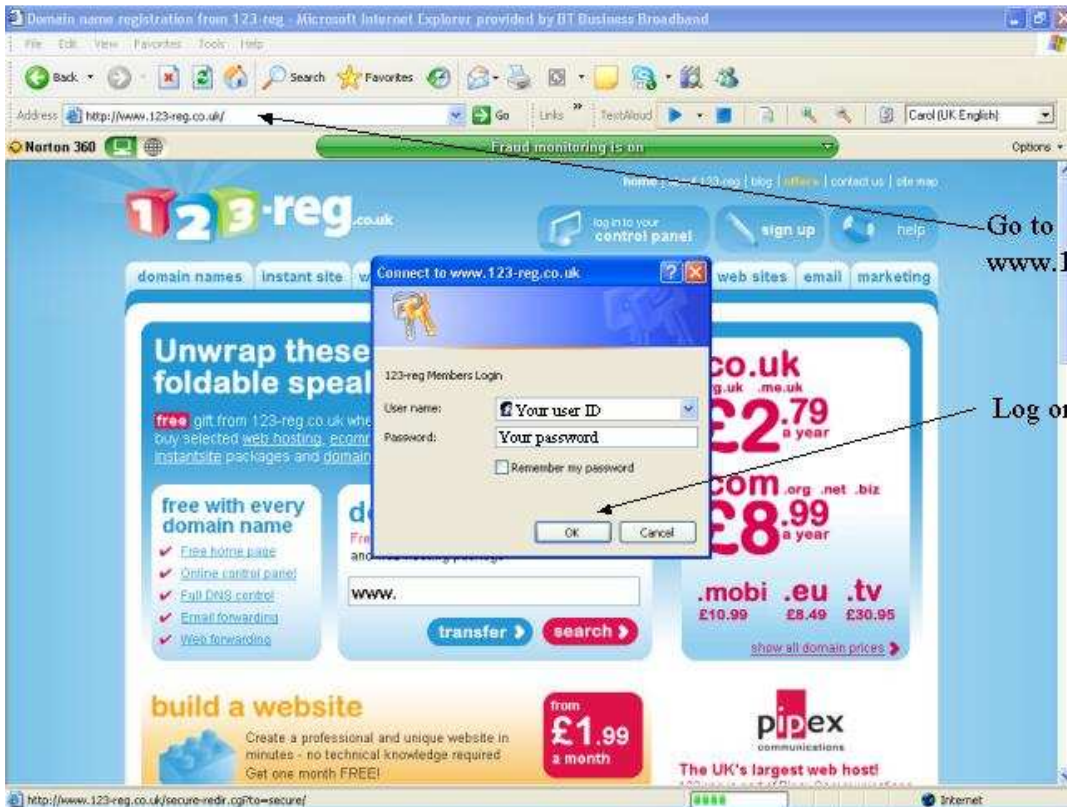 Domain name registration from 123-reg - Microsoft Internet Explorer provided by BT Business Broadband
File Edit View Favorites Tools Help
Back Search Favorites
Address http://www.123-reg.co.uk/ Go Links » TextAloud Carol (UK English)
Norton 360 Fraud monitoring is on Options
home | 123-reg | blog | offers | contact us | site map
123-reg.co.uk
log in to your
control panel
sign up
help
Go to
www.1
domain names instant site w web sites email marketing
Connect to www.123-reg.co.uk
123-reg Members Login
User name: Your user ID
Password: Your password
Remember my password
OK Cancel
Log on
Unwrap these
foldable speal
free gift from 123-reg.co.uk whe
buy selected web hosting, ecomm
instantsite packages and domain
co.uk
.me.uk
£2.79
a year
.com .org .net .biz
£8.99
a year
.mobi .eu .tv
£10.99 £8.49 £30.95
show all domain prices
free with every
domain name
Free home page
Online control panel
Full DNS control
Email forwarding
Web forwarding
www.
transfer search
build a website
Create a professional and unique website in
minutes - no technical knowledge required
Get one month FREE!
from
£1.99
a month
pipex
communications
The UK's largest web host!
http://www.123-reg.co.uk/secure-redir.cgi?to=secure/ Internet